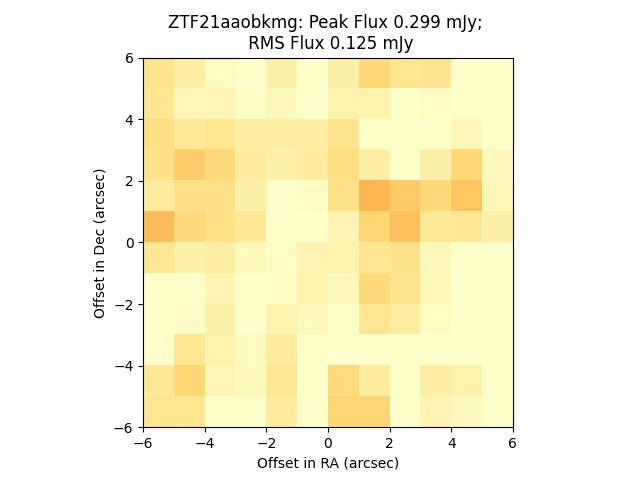 ZTF21aaobkmg: Peak Flux 0.299 mJy;
RMS Flux 0.125 mJy
6
4
2
0
−2
−4
−6
Offset in Dec (arcsec)
−6 −4 −2 0 2 4 6
Offset in RA (arcsec)